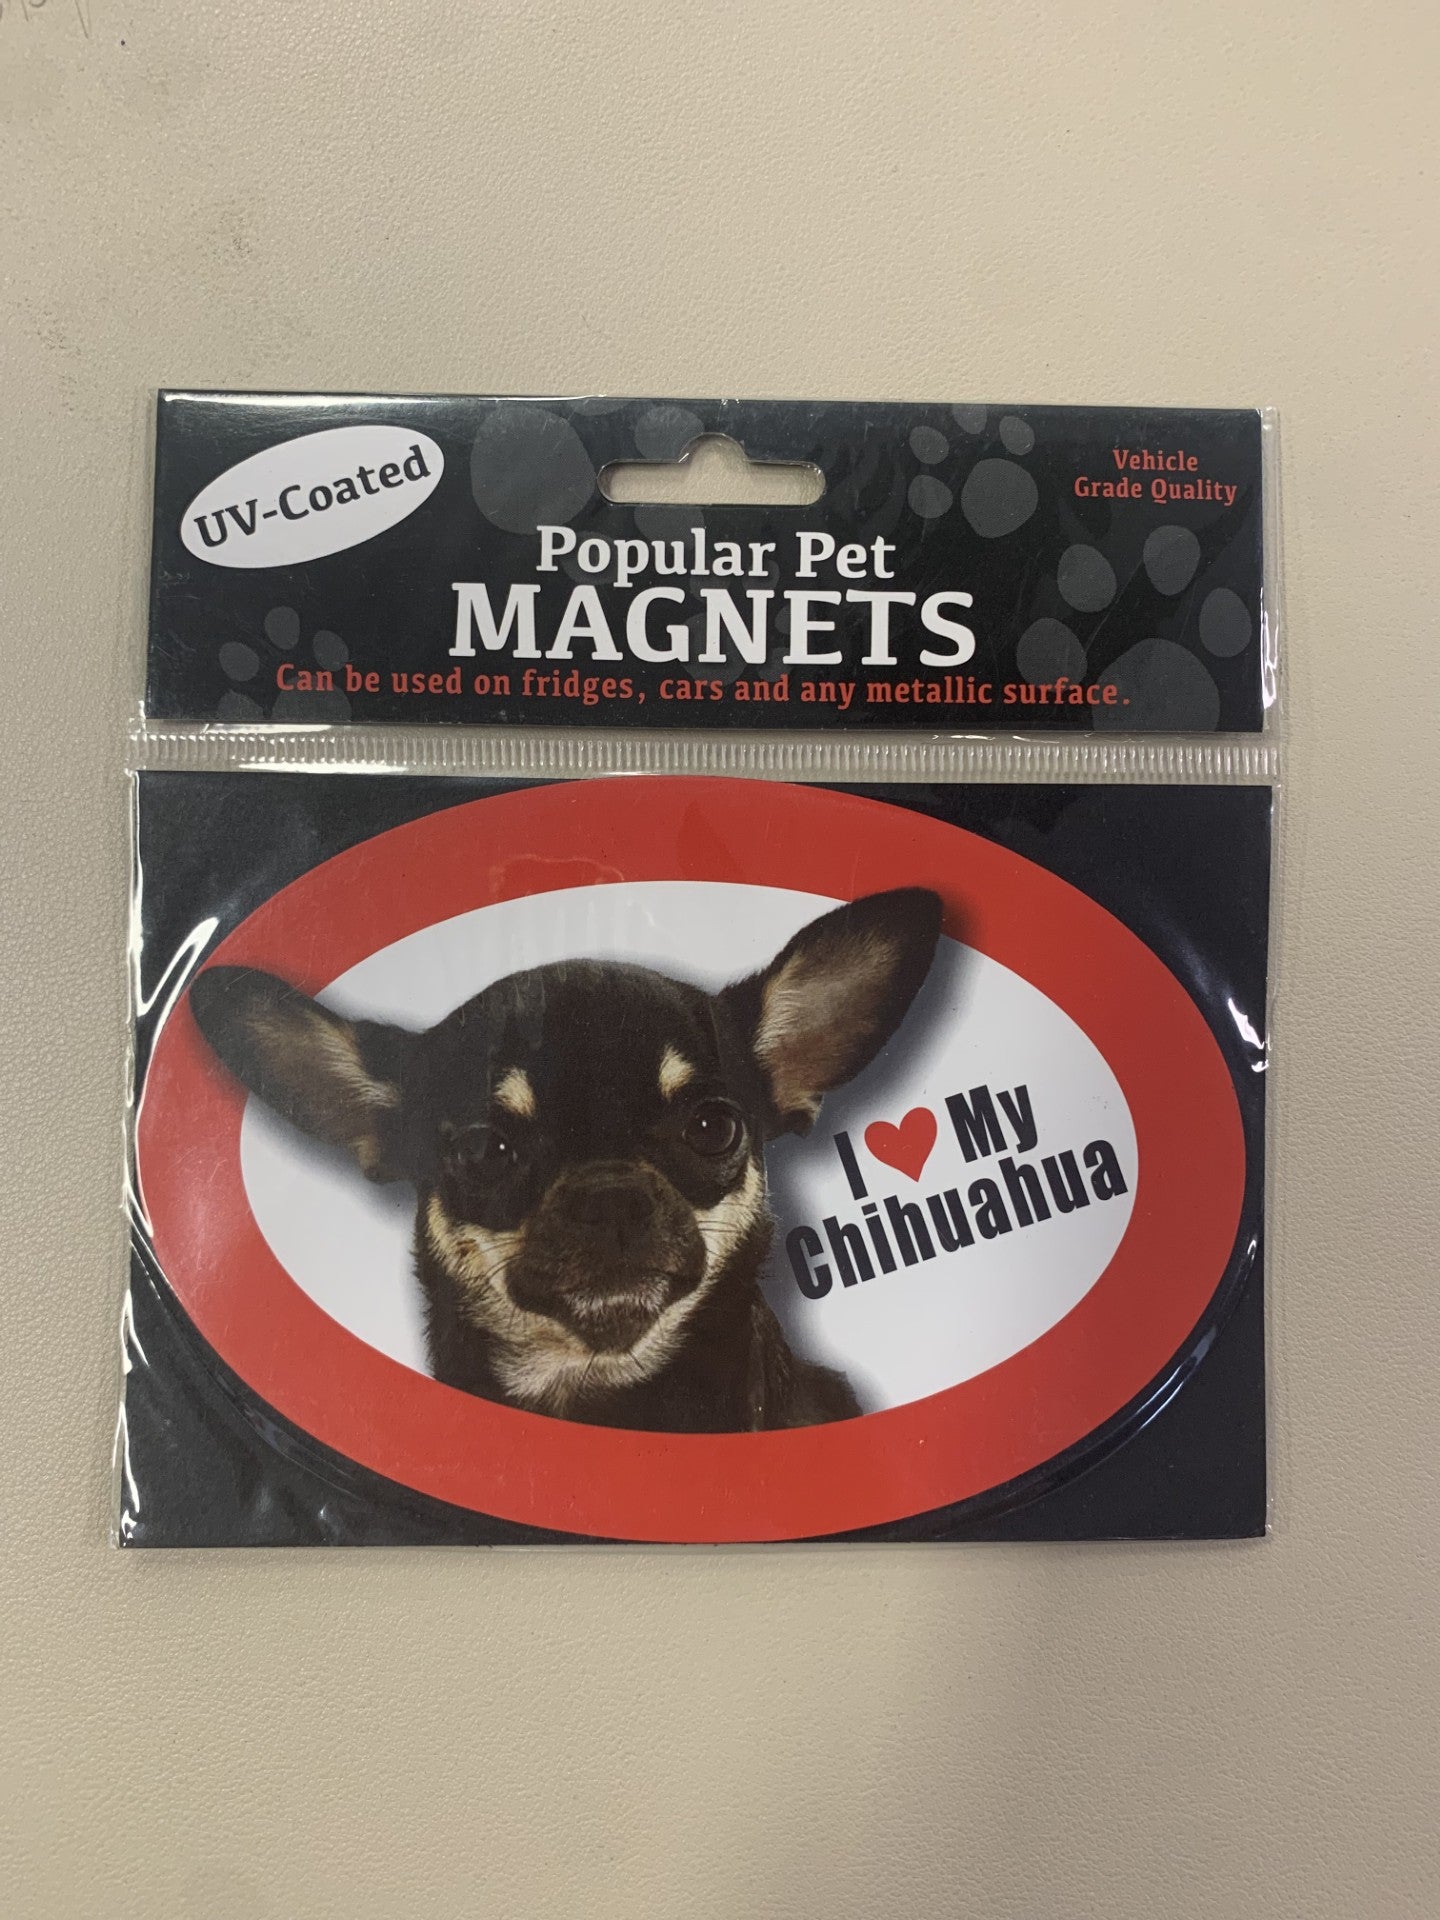 UV-Coated
Vehicle
Grade Quality
Popular Pet
MAGNETS
Can be used on fridges, cars and any metallic surface.
I ❤ My
Chihuahua